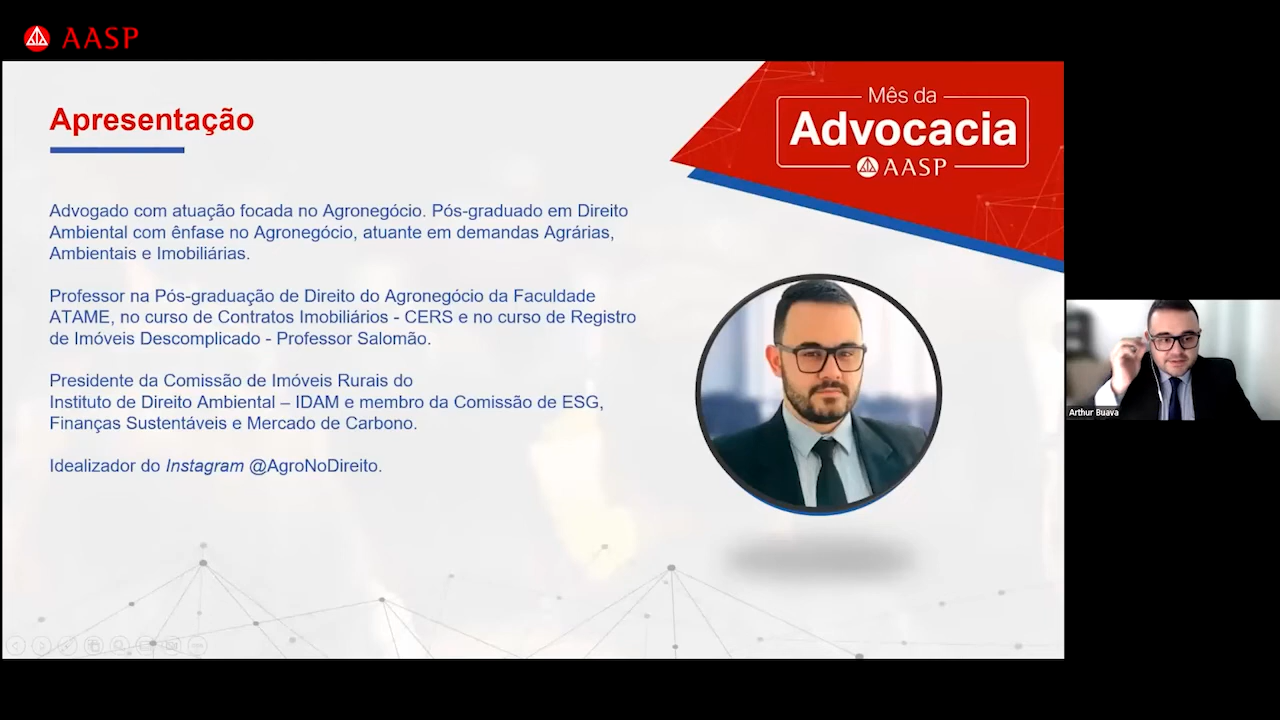 AASP
Apresentação
Mês da
Advocacia
AASP
Advogado com atuação focada no Agronegócio. Pós-graduado em Direito
Ambiental com ênfase no Agronegócio, atuante em demandas Agrárias,
Ambientais e Imobiliárias.
Professor na Pós-graduação de Direito do Agronegócio da Faculdade
ATAME, no curso de Contratos Imobiliários - CERS e no curso de Registro
de Imóveis Descomplicado - Professor Salomão.
Presidente da Comissão de Imóveis Rurais do
Instituto de Direito Ambiental – IDAM e membro da Comissão de ESG,
Finanças Sustentáveis e Mercado de Carbono.
Idealizador do Instagram @AgroNoDireito.
Arthur Buava